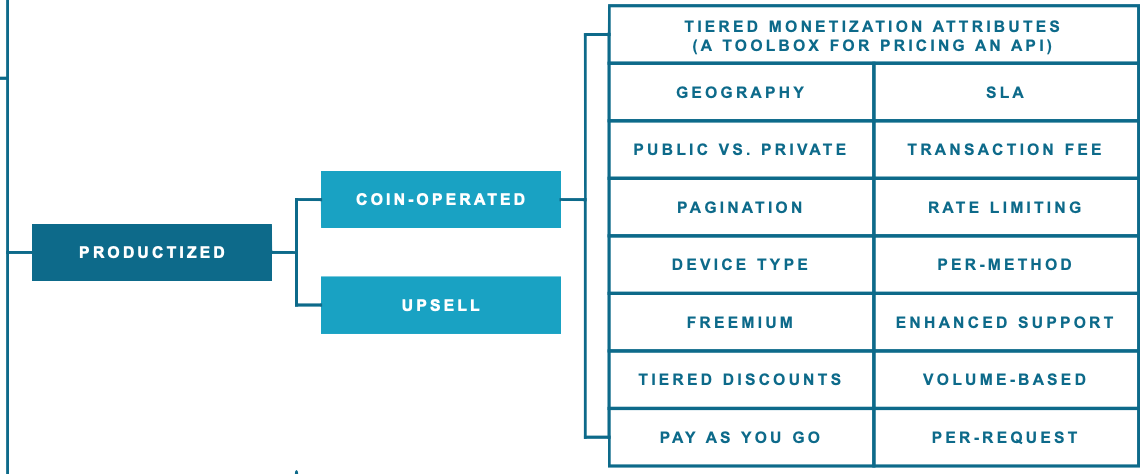 TIERED MONETIZATION ATTRIBUTES
(A TOOLBOX FOR PRICING AN API)
GEOGRAPHY
SLA
PUBLIC VS. PRIVATE
TRANSACTION FEE
PAGINATION
RATE LIMITING
COIN-OPERATED
PRODUCTIZED
DEVICE TYPE
PER-METHOD
UPSELL
FREEMIUM
ENHANCED SUPPORT
TIERED DISCOUNTS
VOLUME-BASED
PAY AS YOU GO
PER-REQUEST